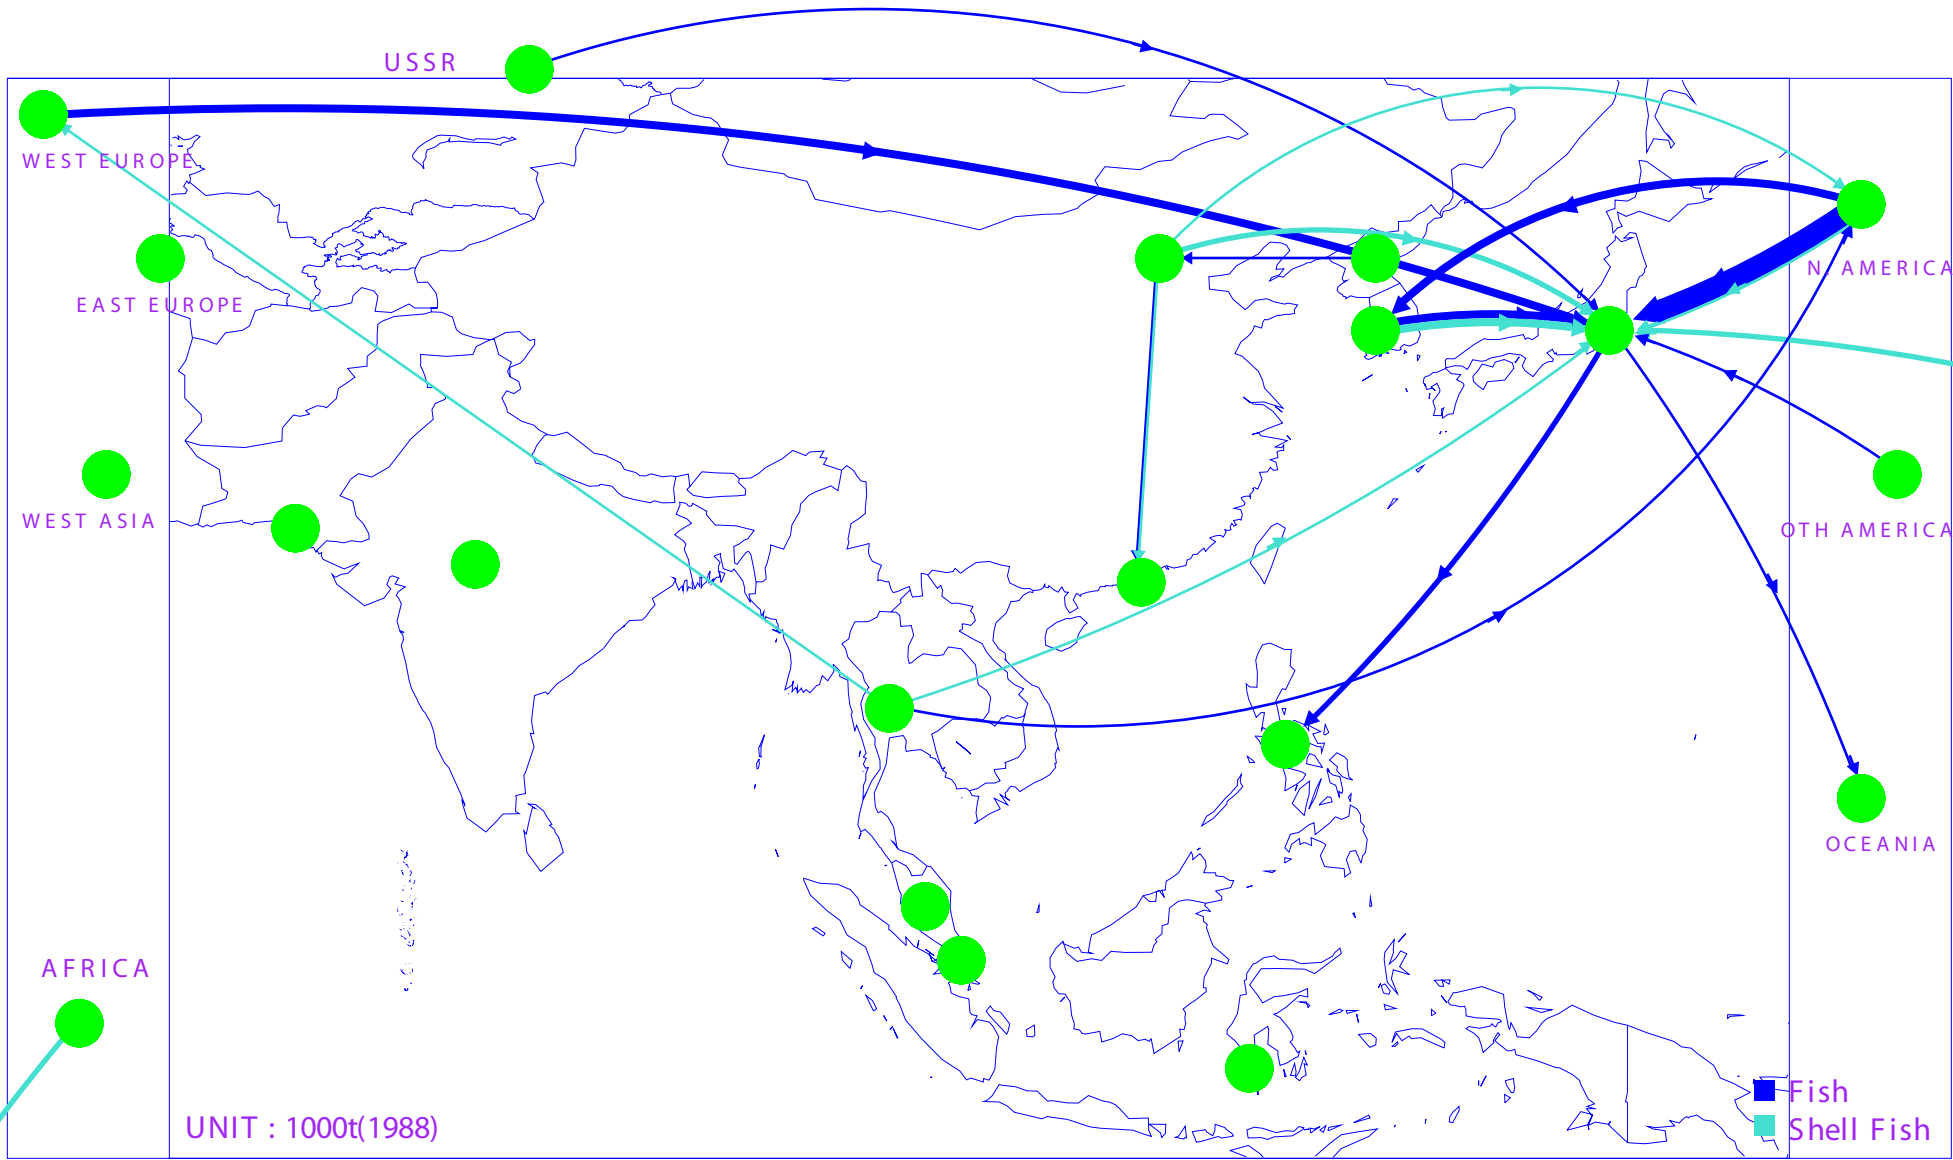 USSR
WEST EUROPE
N. AMERICA
EAST EUROPE
WEST ASIA
OTH AMERICA
OCEANIA
AFRICA
Fish
UNIT : 1000t(1988)
Shell Fish